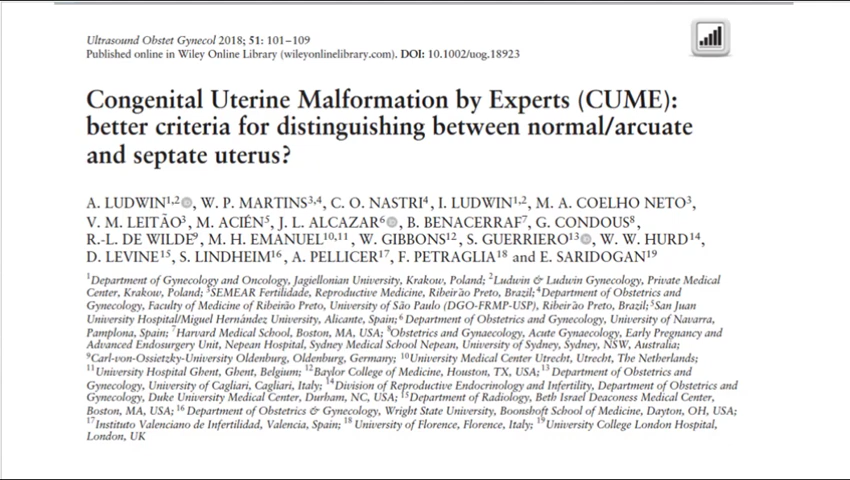 Ultrasound Obstet Gynecol 2018; 51: 101–109
Published online in Wiley Online Library (wileyonlinelibrary.com). DOI: 10.1002/uog.18923
Congenital Uterine Malformation by Experts (CUME):
better criteria for distinguishing between normal/arcuate
and septate uterus?
A. LUDWIN1,2, W. P. MARTINS3,4, C. O. NASTRI4, I. LUDWIN1,2, M. A. COELHO NETO3,
V. M. LEITÃO3, M. ACIÉN5, J. L. ALCAZAR6, B. BENACERRAF7, G. CONDOUS8,
R.-L. DE WILDE9, M. H. EMANUEL10,11, W. GIBBONS12, S. GUERRIERO13, W. W. HURD14,
D. LEVINE15, S. LINDHEIM16, A. PELLICER17, F. PETRAGLIA18 and E. SARIDOGAN19
1Department of Gynecology and Oncology, Jagiellonian University, Krakow, Poland; 2Ludwin & Ludwin Gynecology, Private Medical
Center, Krakow, Poland; 3SEMEAR Fertilidade, Reproductive Medicine, Ribeirão Preto, Brazil; 4Department of Obstetrics and
Gynecology, Faculty of Medicine of Ribeirão Preto, University of São Paulo (DGO-FRMP-USP), Ribeirão Preto, Brazil; 5San Juan
University Hospital/Miguel Hernández University, Alicante, Spain; 6Department of Obstetrics and Gynecology, University of Navarra,
Pamplona, Spain; 7Harvard Medical School, Boston, MA, USA; 8Obstetrics and Gynaecology, Acute Gynaecology, Early Pregnancy and
Advanced Endosurgery Unit, Nepean Hospital, Sydney Medical School Nepean, University of Sydney, Sydney, NSW, Australia;
9Carl-von-Ossietzky-University Oldenburg, Oldenburg, Germany; 10University Medical Center Utrecht, Utrecht, The Netherlands;
11University Hospital Ghent, Ghent, Belgium; 12Baylor College of Medicine, Houston, TX, USA; 13Department of Obstetrics and
Gynecology, University of Cagliari, Cagliari, Italy; 14Division of Reproductive Endocrinology and Infertility, Department of Obstetrics and
Gynecology, Duke University Medical Center, Durham, NC, USA; 15Department of Radiology, Beth Israel Deaconess Medical Center,
Boston, MA, USA; 16Department of Obstetrics & Gynecology, Wright State University, Boonshoft School of Medicine, Dayton, OH, USA;
17Instituto Valenciano de Infertilidad, Valencia, Spain; 18University of Florence, Florence, Italy; 19University College London Hospital,
London, UK